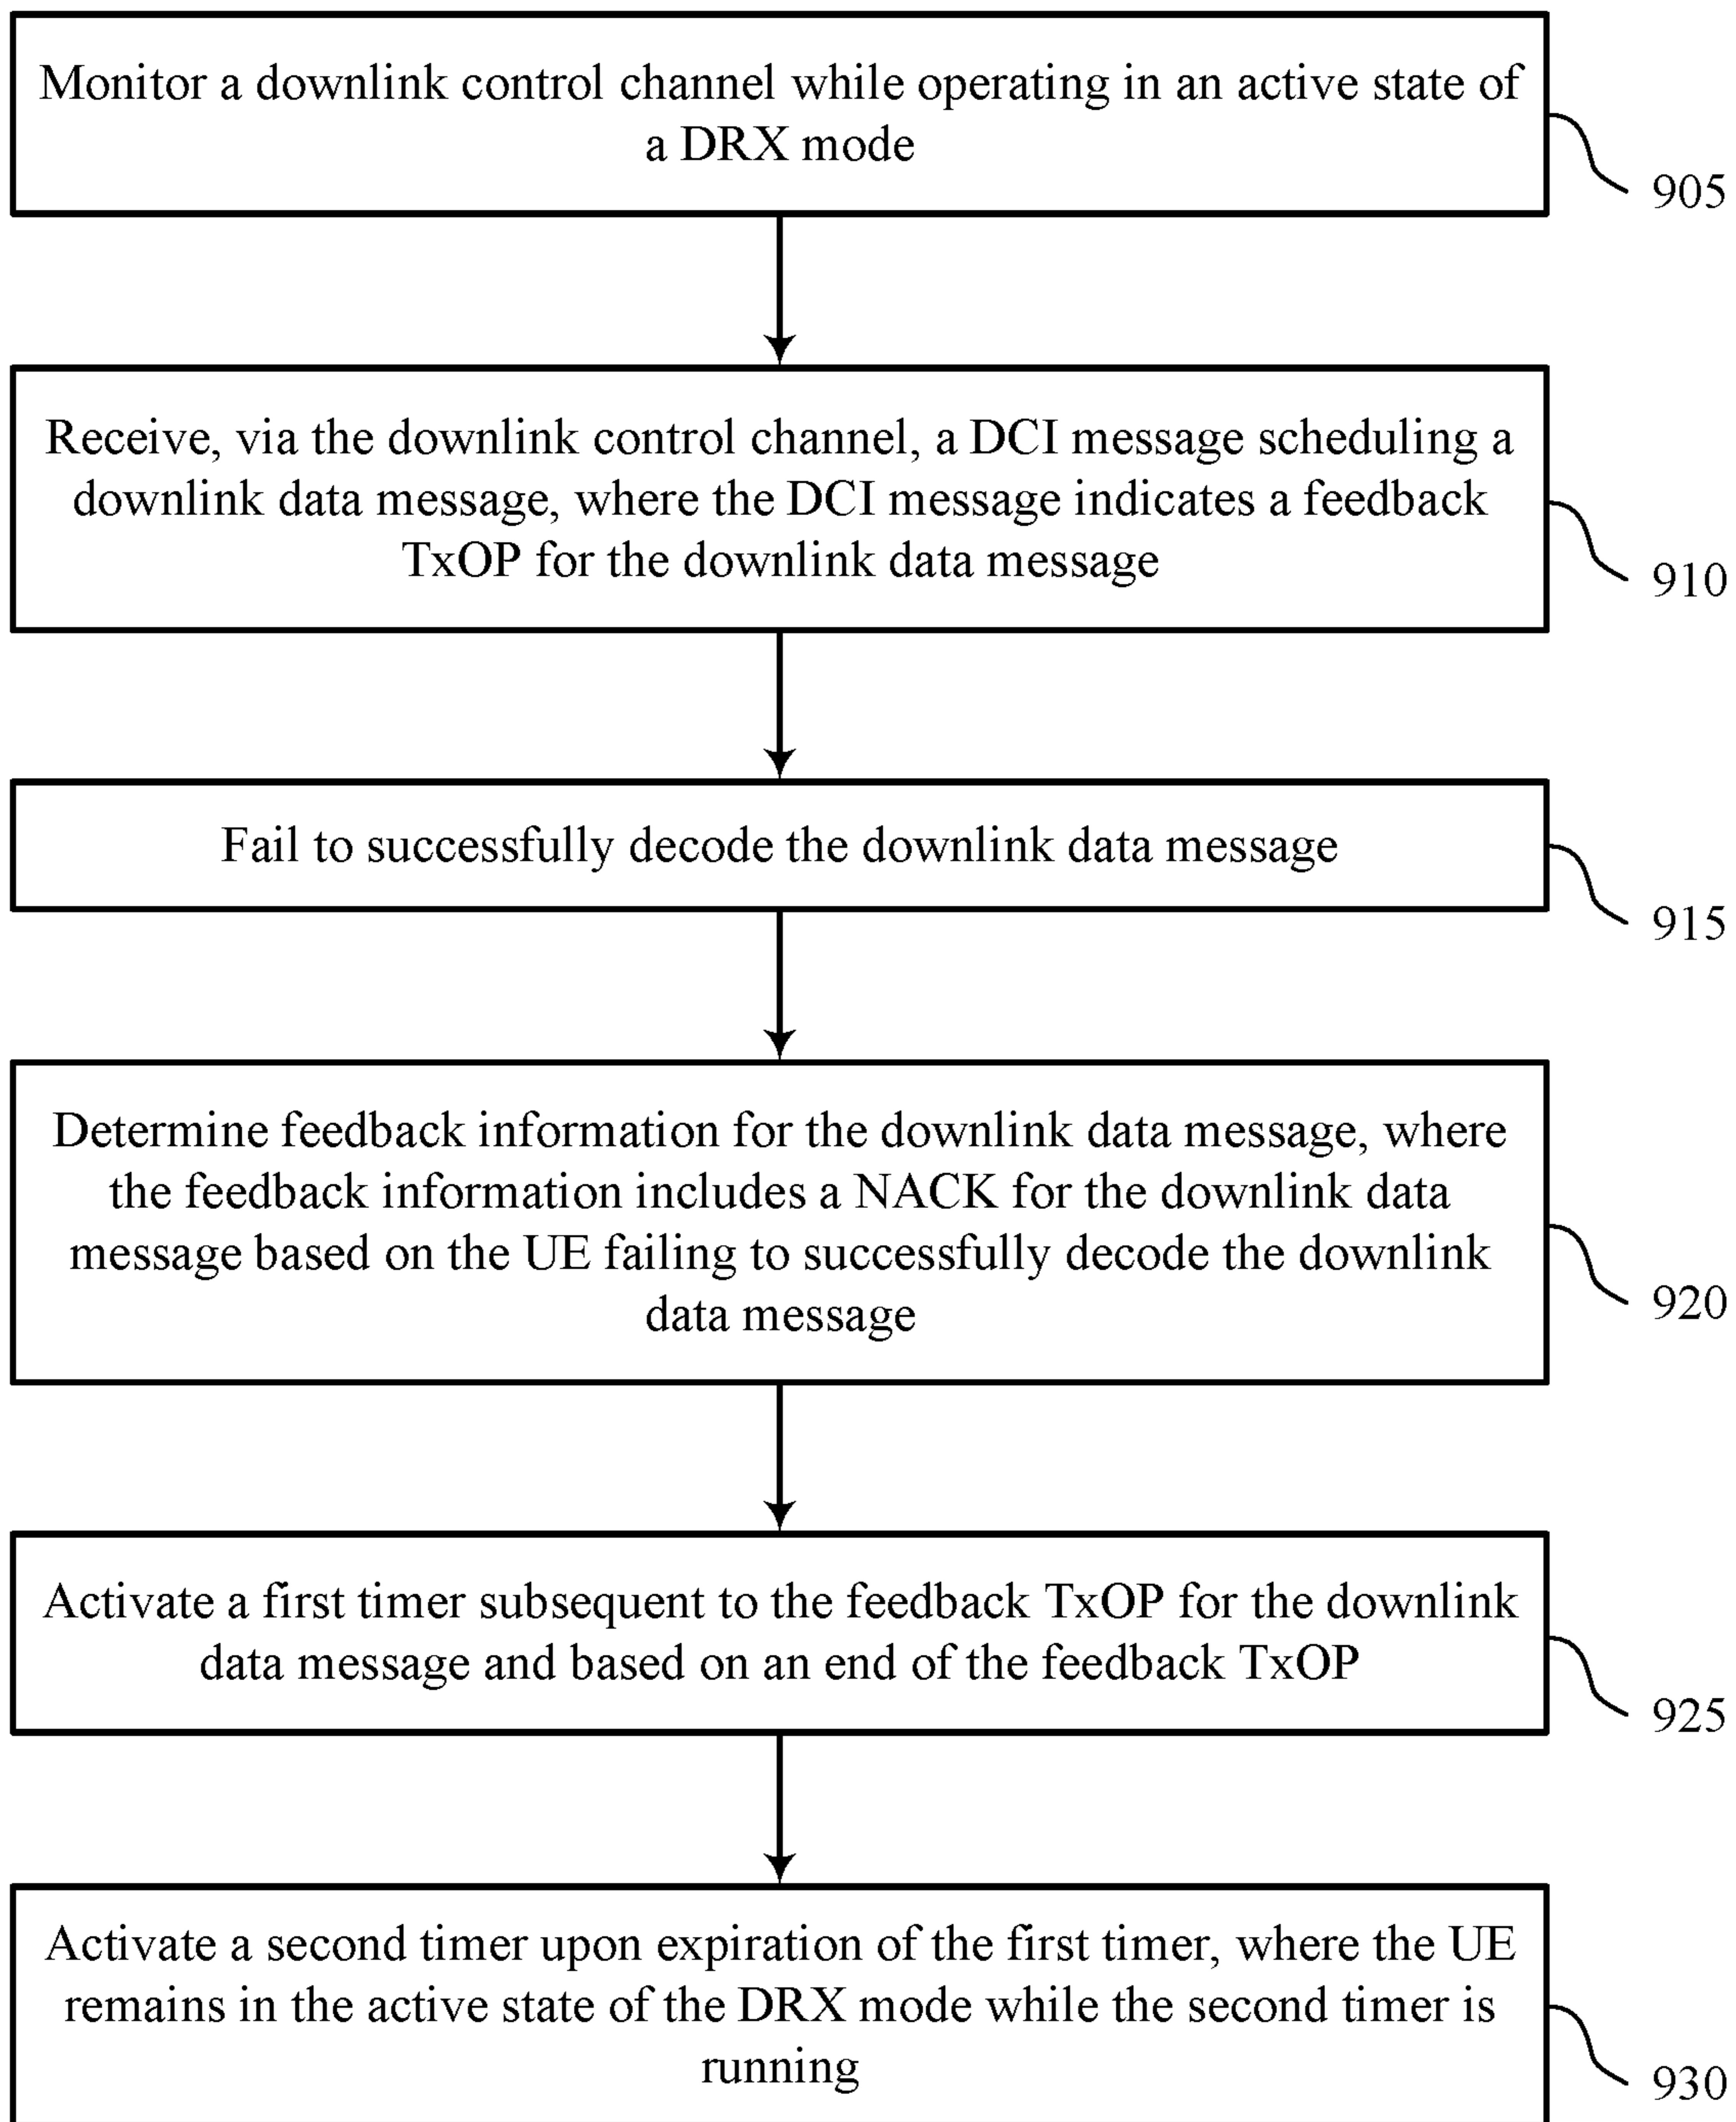 Monitor a downlink control channel while operating in an active state of
a DRX mode
905
Receive, via the downlink control channel, a DCI message scheduling a
downlink data message, where the DCI message indicates a feedback
TxOP for the downlink data message
910
Fail to successfully decode the downlink data message
915
Determine feedback information for the downlink data message, where
the feedback information includes a NACK for the downlink data
message based on the UE failing to successfully decode the downlink
data message
920
Activate a first timer subsequent to the feedback TxOP for the downlink
data message and based on an end of the feedback TxOP
925
Activate a second timer upon expiration of the first timer, where the UE
remains in the active state of the DRX mode while the second timer is
running
930